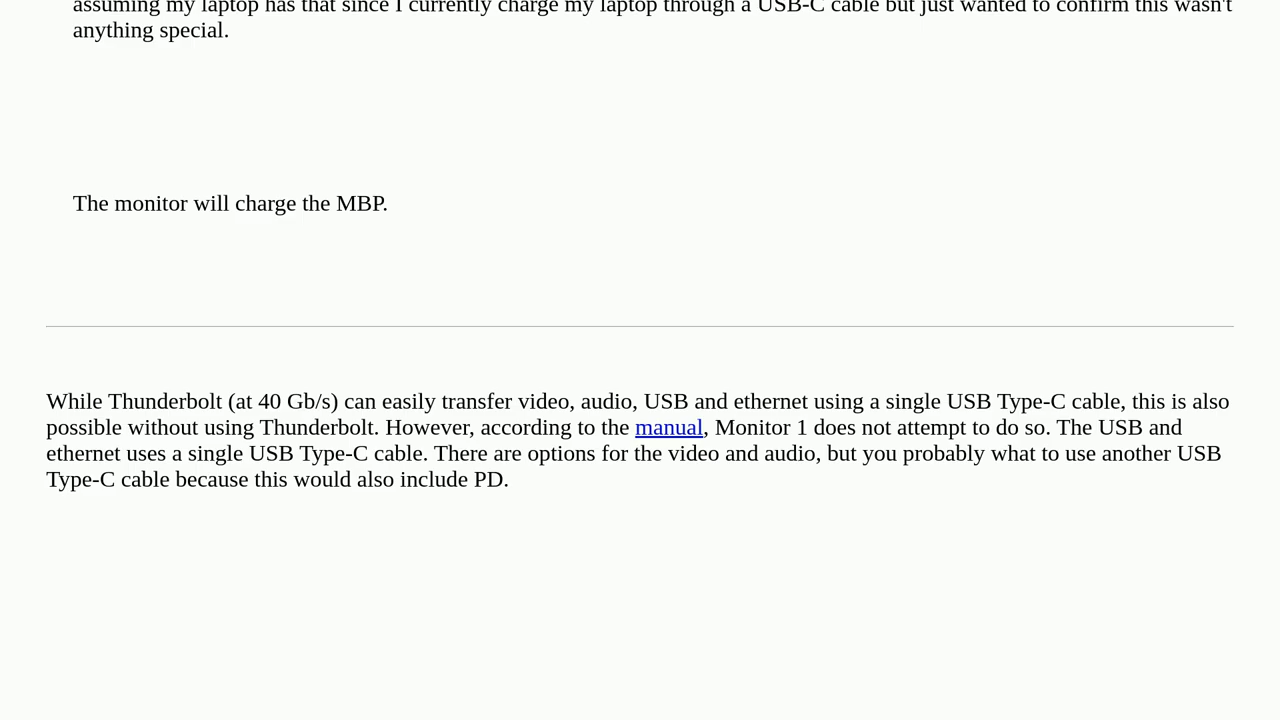 assuming my laptop has that since I currently charge my laptop through a USB-C cable but just wanted to confirm this wasn't
anything special.
The monitor will charge the MBP.
While Thunderbolt (at 40 Gb/s) can easily transfer video, audio, USB and ethernet using a single USB Type-C cable, this is also
possible without using Thunderbolt. However, according to the manual, Monitor 1 does not attempt to do so. The USB and
ethernet uses a single USB Type-C cable. There are options for the video and audio, but you probably what to use another USB
Type-C cable because this would also include PD.